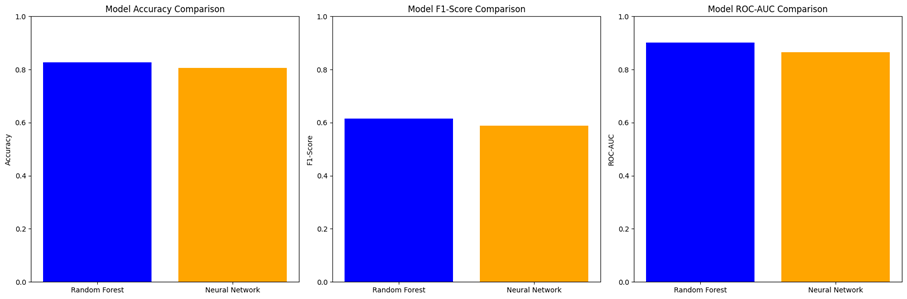 Model Accuracy Comparison
Accuracy
1.0
0.8
0.6
0.4
0.2
0.0
Random Forest
Neural Network
Model F1-Score Comparison
F1-Score
1.0
0.8
0.6
0.4
0.2
0.0
Random Forest
Neural Network
Model ROC-AUC Comparison
ROC-AUC
1.0
0.8
0.6
0.4
0.2
0.0
Random Forest
Neural Network